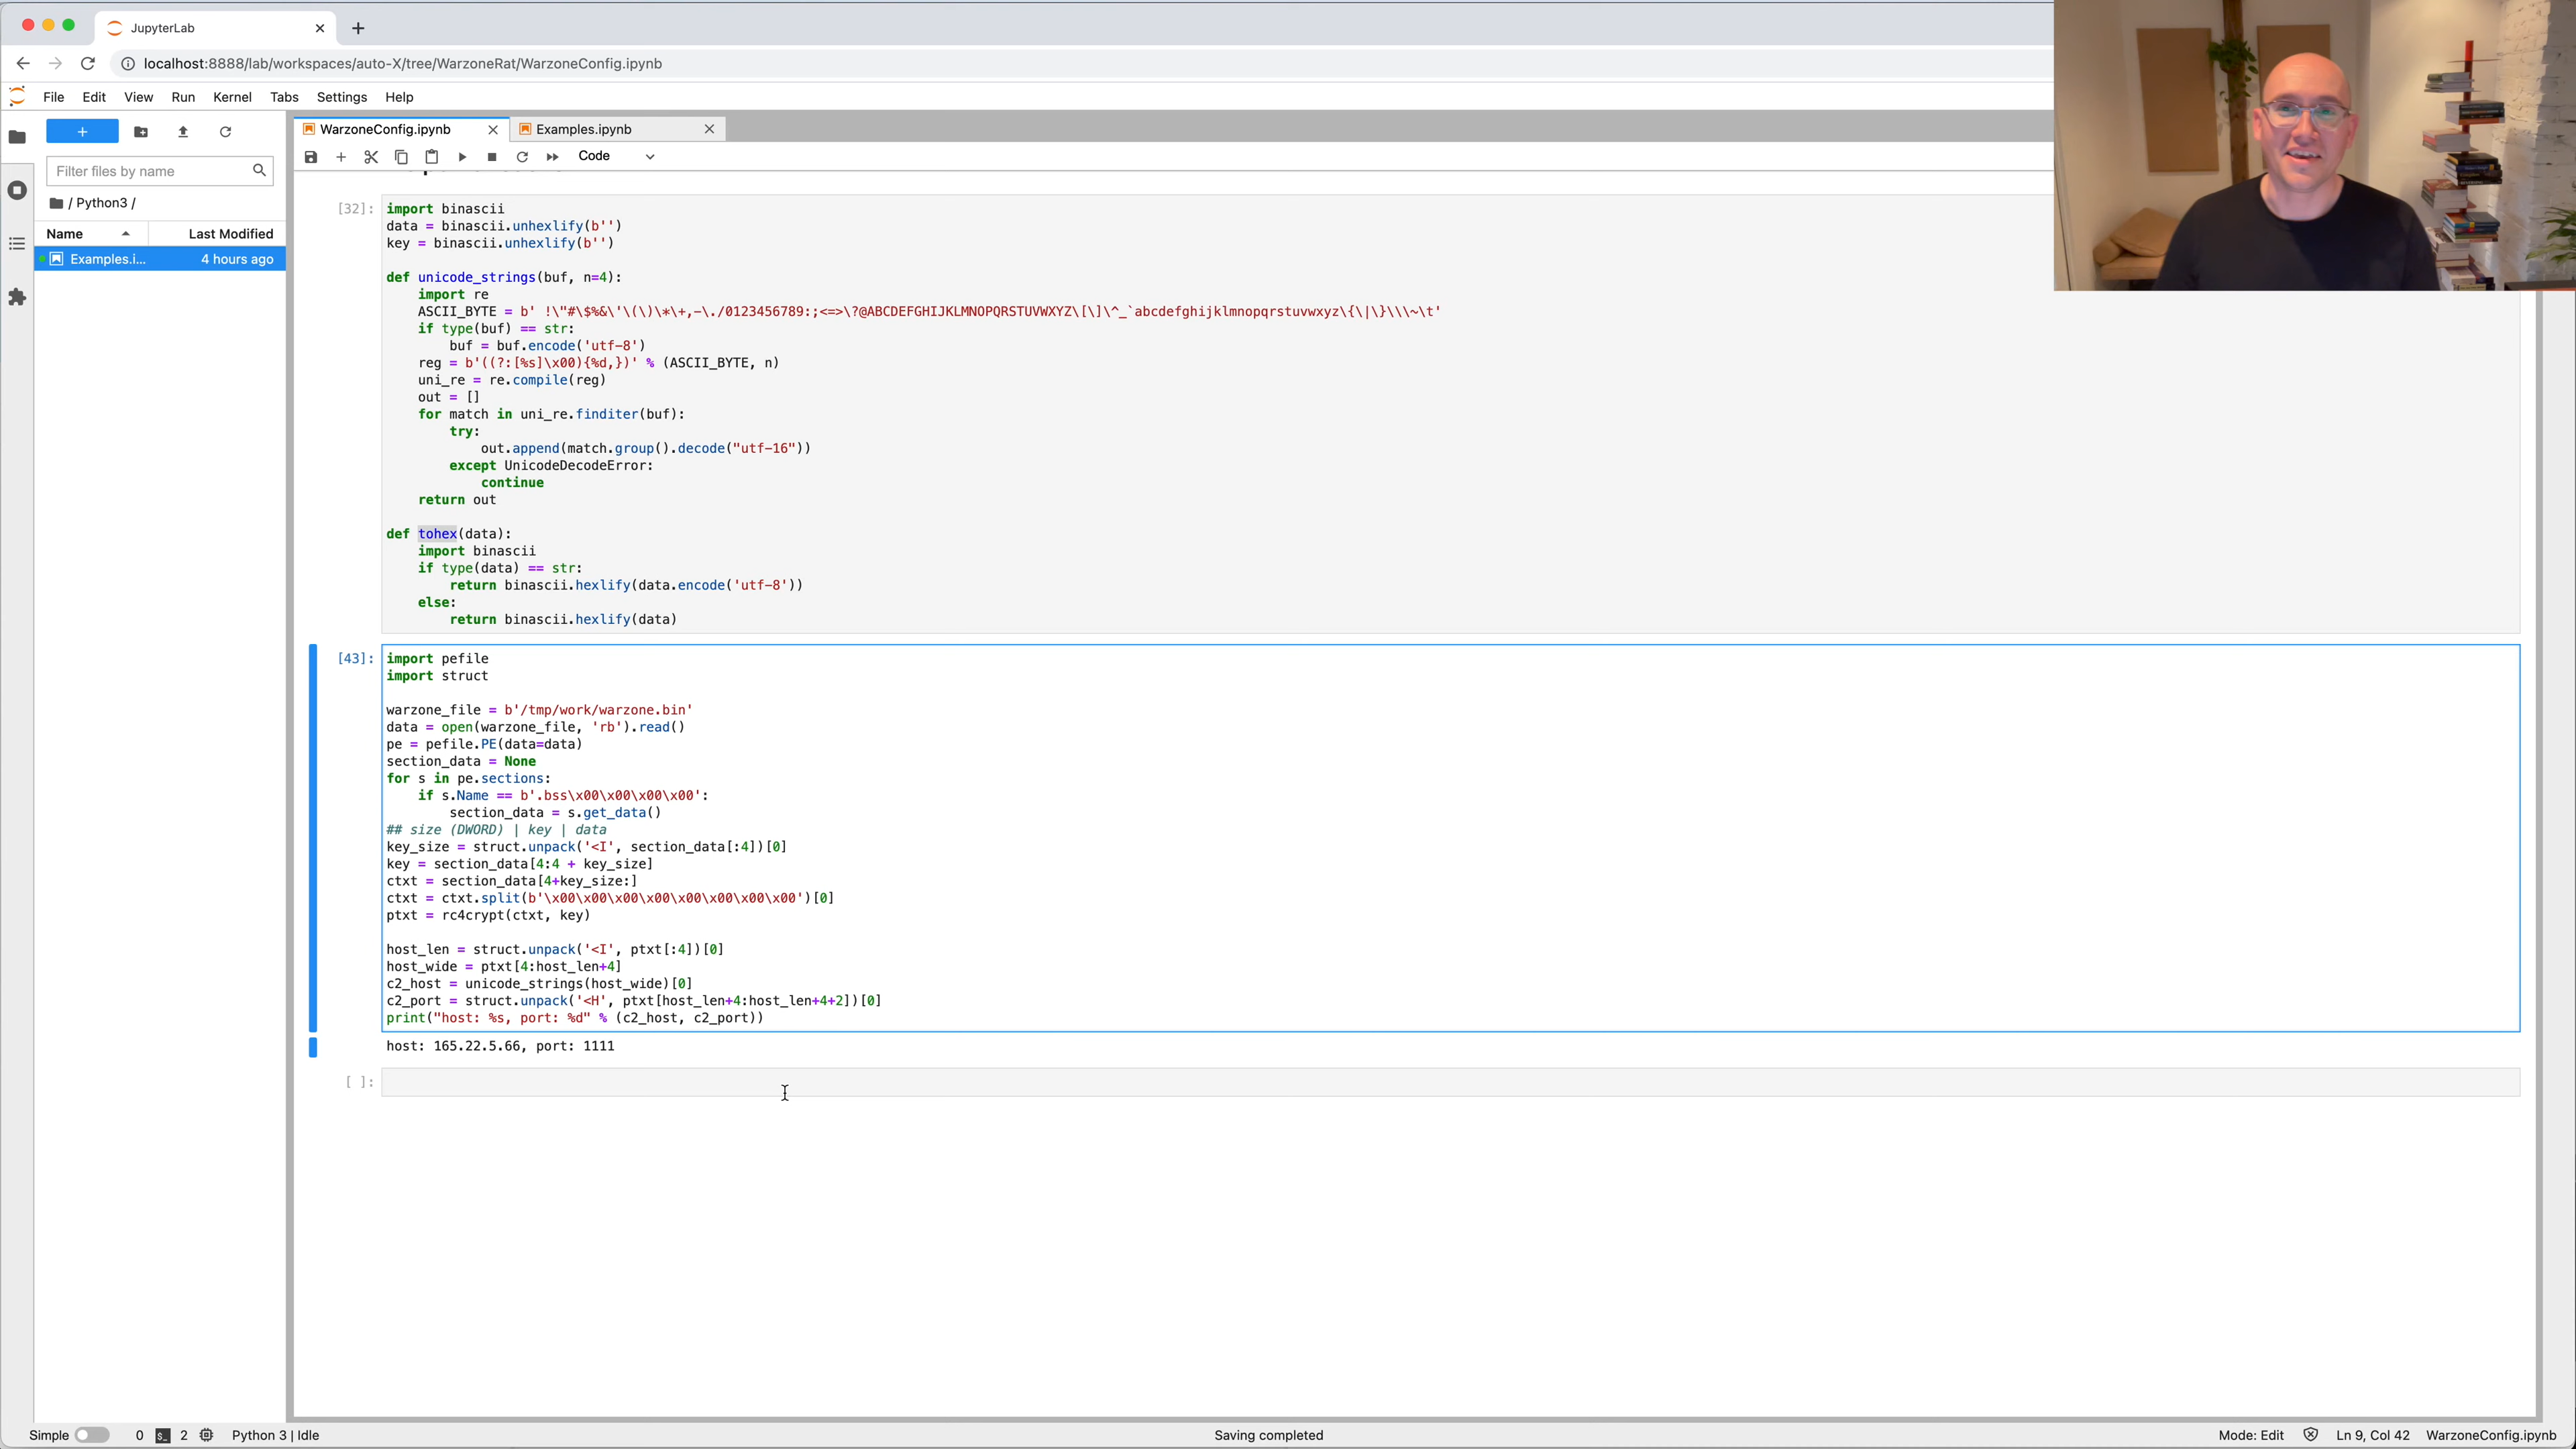 JupyterLab
localhost:8888/lab/workspaces/auto-X/tree/WarzoneRat/WarzoneConfig.ipynb
File Edit View Run Kernel Tabs Settings Help
Filter files by name
/ Python3 /
Name Last Modified
Examples.i... 4 hours ago
WarzoneConfig.ipynb Examples.ipynb
Code
[32]:
import binascii
data = binascii.unhexlify(b'')
key = binascii.unhexlify(b'')
def unicode_strings(buf, n=4):
    import re
    ASCII_BYTE = b' !\"#\$%&\'\(\)\*\+,-\./0123456789:;<=>\?@ABCDEFGHIJKLMNOPQRSTUVWXYZ\[\]\^_`abcdefghijklmnopqrstuvwxyz\{\|\}\\\~\t'
    if type(buf) == str:
        buf = buf.encode('utf-8')
    reg = b'((?:[%s]\x00){%d,})' % (ASCII_BYTE, n)
    uni_re = re.compile(reg)
    out = []
    for match in uni_re.finditer(buf):
        try:
            out.append(match.group().decode("utf-16"))
        except UnicodeDecodeError:
            continue
    return out
def tohex(data):
    import binascii
    if type(data) == str:
        return binascii.hexlify(data.encode('utf-8'))
    else:
        return binascii.hexlify(data)
[43]:
import pefile
import struct
warzone_file = b'/tmp/work/warzone.bin'
data = open(warzone_file, 'rb').read()
pe = pefile.PE(data=data)
section_data = None
for s in pe.sections:
    if s.Name == b'.bss\x00\x00\x00\x00':
        section_data = s.get_data()
## size (DWORD) | key | data
key_size = struct.unpack('<I', section_data[:4])[0]
key = section_data[4:4 + key_size]
ctxt = section_data[4+key_size:]
ctxt = ctxt.split(b'\x00\x00\x00\x00\x00\x00\x00\x00')[0]
ptxt = rc4crypt(ctxt, key)
host_len = struct.unpack('<I', ptxt[:4])[0]
host_wide = ptxt[4:host_len+4]
c2_host = unicode_strings(host_wide)[0]
c2_port = struct.unpack('<H', ptxt[host_len+4:host_len+4+2])[0]
print("host: %s, port: %d" % (c2_host, c2_port))
host: 165.22.5.66, port: 1111
[ ]:
Simple 0 $_ 2 Python 3 | Idle Saving completed Mode: Edit Ln 9, Col 42 WarzoneConfig.ipynb